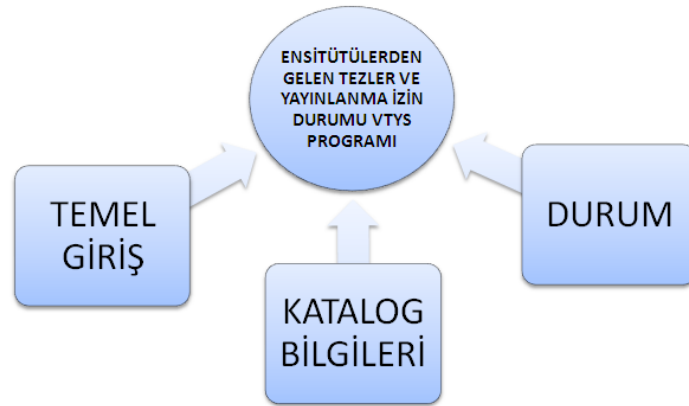 ENSİTÜTÜLERDEN
GELEN TEZLER VE
YAYINLANMA İZİN
DURUMU VTYS
PROGRAMI
TEMEL
GİRİŞ
KATALOG
BİLGİLERİ
DURUM